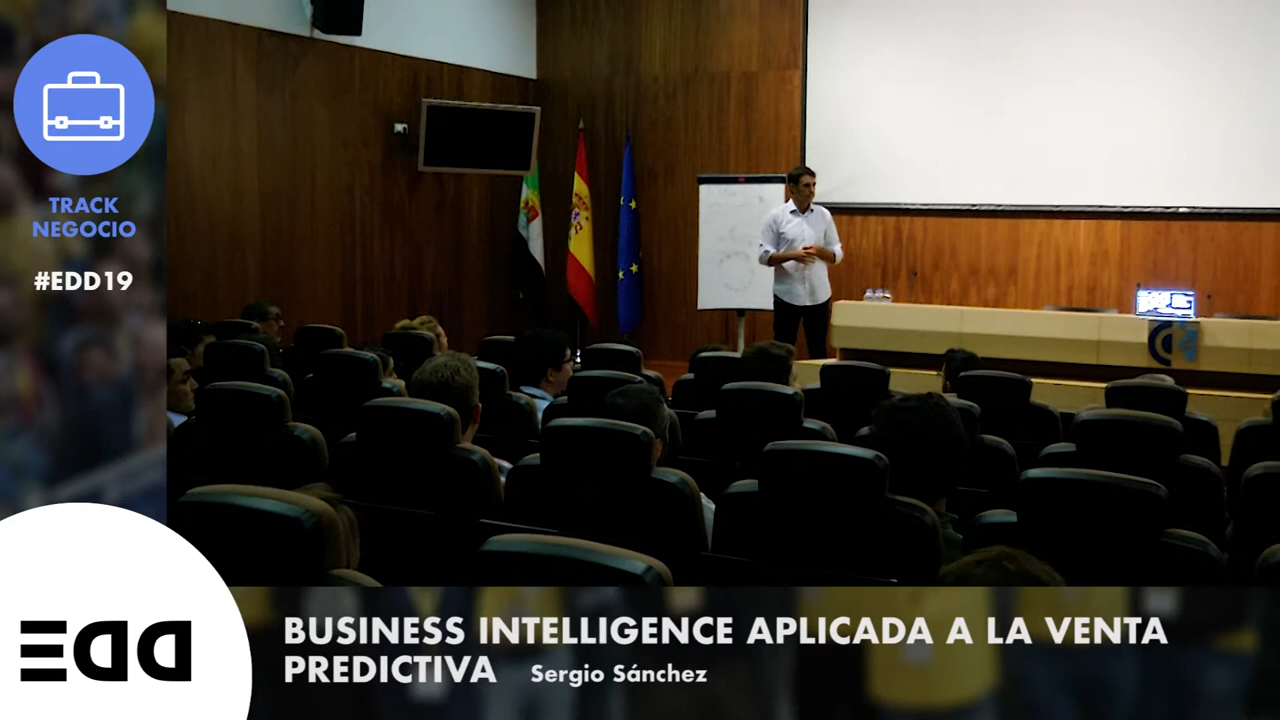 TRACK
NEGOCIO
#EDD19
EDD
BUSINESS INTELLIGENCE APLICADA A LA VENTA
PREDICTIVA Sergio Sánchez